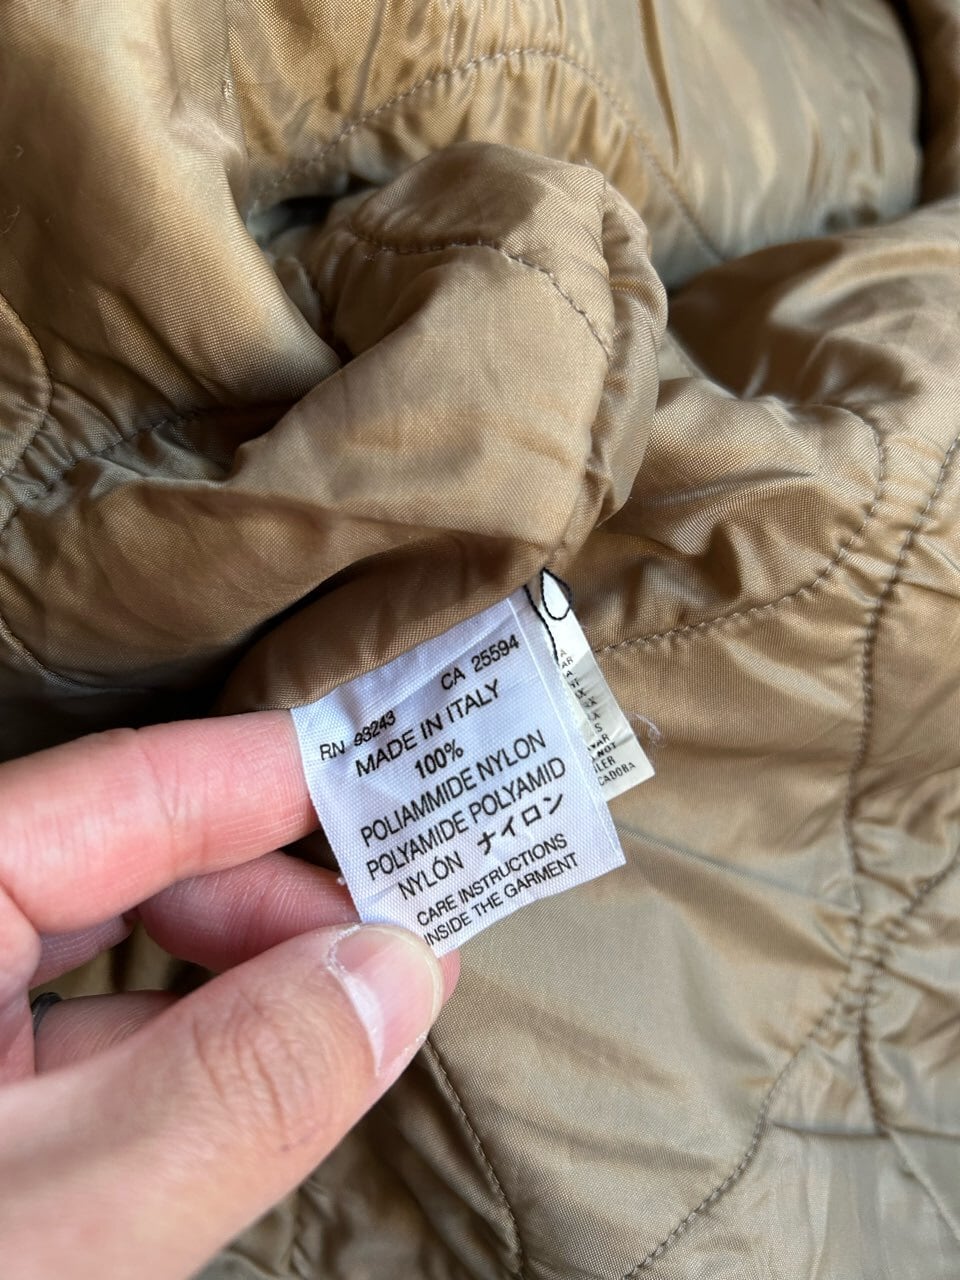 RN 93243 CA 25594
MADE IN ITALY
100%
POLIAMMIDE NYLON
POLYAMIDE POLYAMID
NYLÓN ナイロン
CARE INSTRUCTIONS
INSIDE THE GARMENT